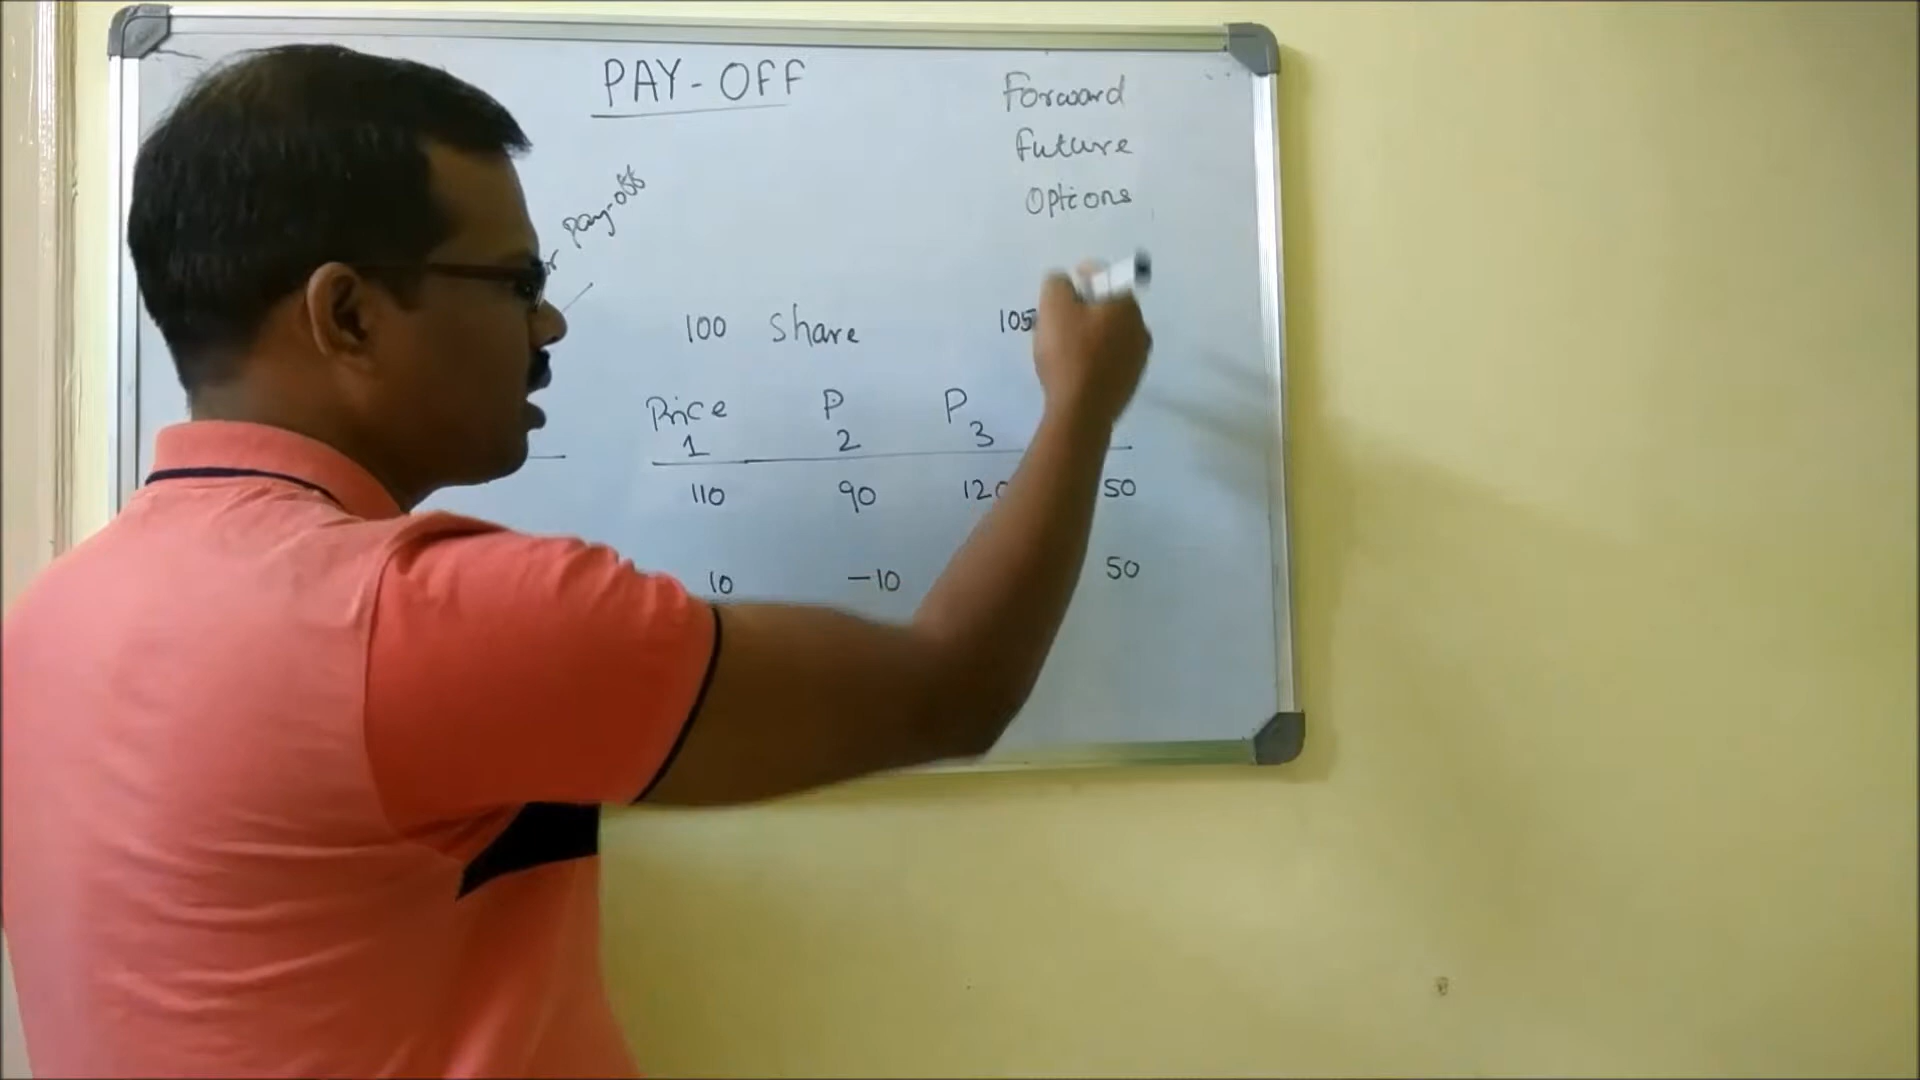 PAY-OFF
Forward
Future
Options
pay-off
100 Share 105
Price P P
1 2 3
110 90 120 50
10 -10 50